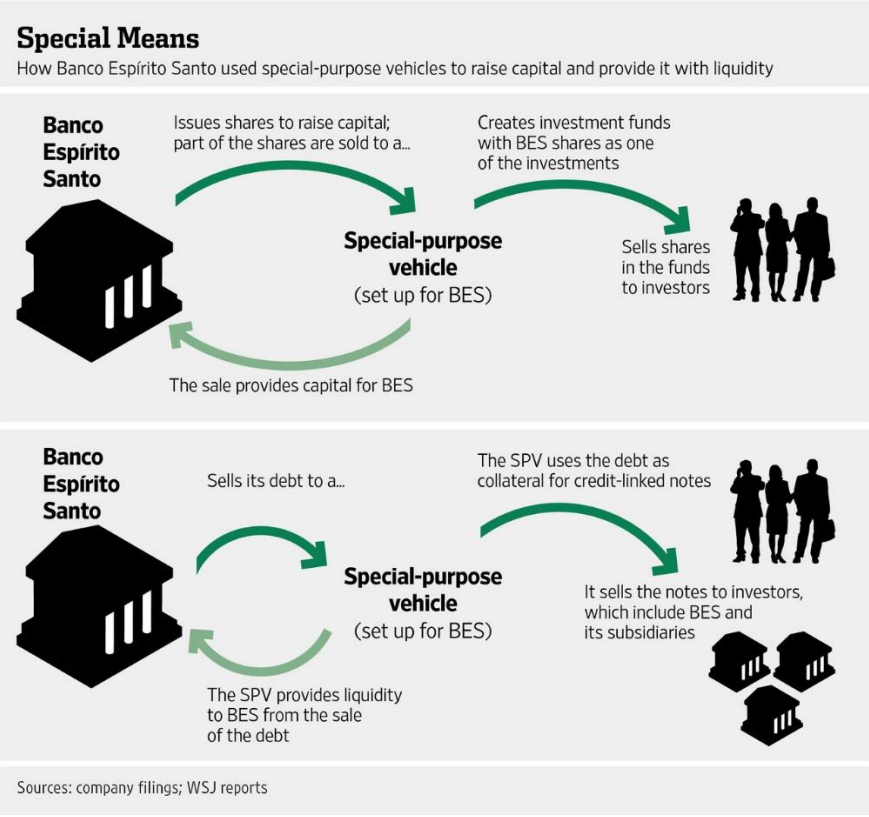 Special Means
How Banco Espírito Santo used special-purpose vehicles to raise capital and provide it with liquidity
Banco
Espírito
Santo
Issues shares to raise capital;
part of the shares are sold to a...
Creates investment funds
with BES shares as one
of the investments
Special-purpose
vehicle
(set up for BES)
Sells shares
in the funds
to investors
The sale provides capital for BES
Banco
Espírito
Santo
Sells its debt to a...
The SPV uses the debt as
collateral for credit-linked notes
Special-purpose
vehicle
(set up for BES)
It sells the notes to investors,
which include BES and
its subsidiaries
The SPV provides liquidity
to BES from the sale
of the debt
Sources: company filings; WSJ reports